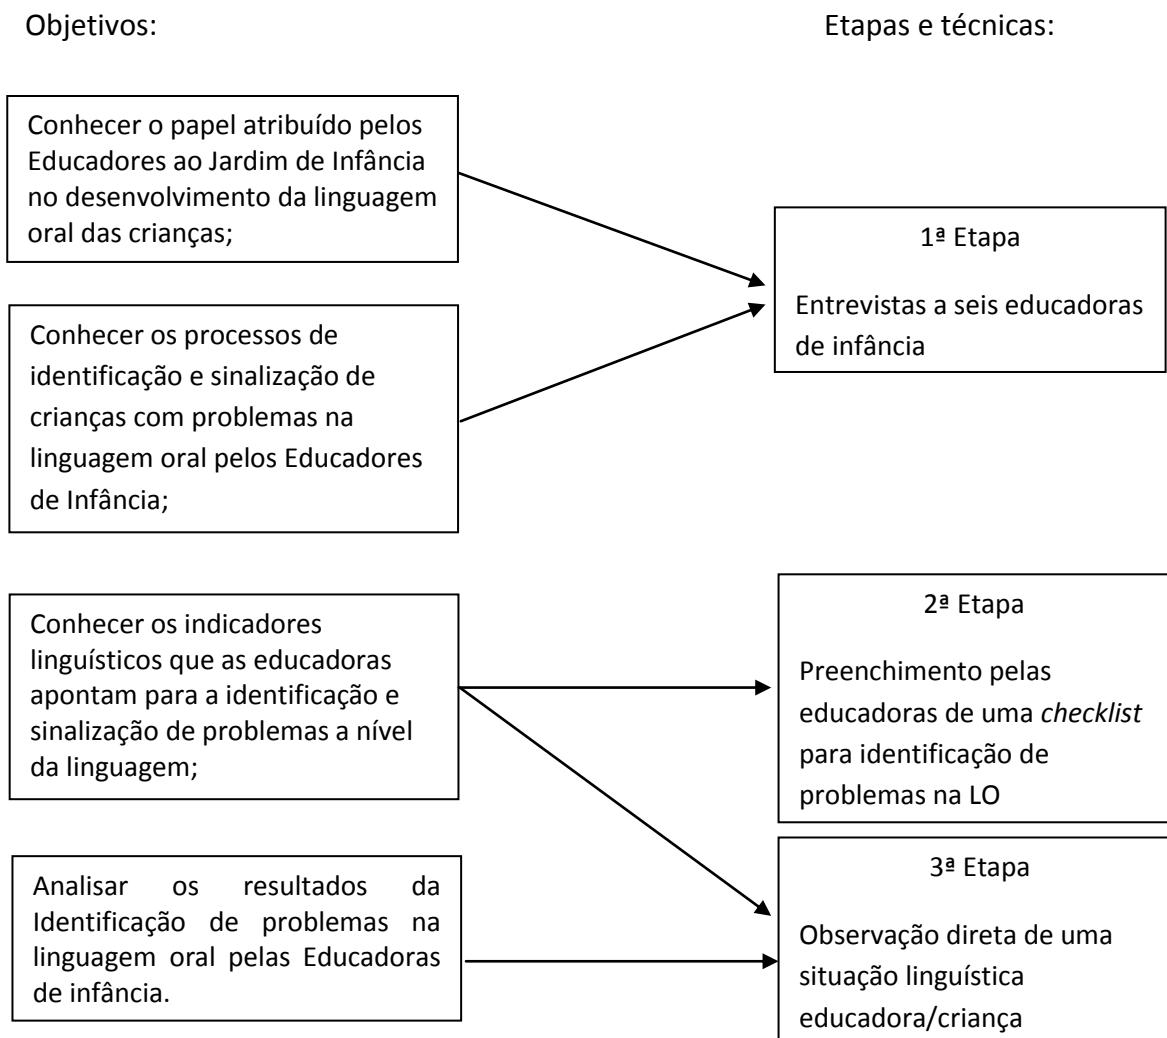 Objetivos:
Etapas e técnicas:
Conhecer o papel atribuído pelos
Educadores ao Jardim de Infância
no desenvolvimento da linguagem
oral das crianças;
1ª Etapa
Entrevistas a seis educadoras
de infância
Conhecer os processos de
identificação e sinalização de
crianças com problemas na
linguagem oral pelos Educadores
de Infância;
Conhecer os indicadores
linguísticos que as educadoras
apontam para a identificação e
sinalização de problemas a nível
da linguagem;
2ª Etapa
Preenchimento pelas
educadoras de uma checklist
para identificação de
problemas na LO
Analisar os resultados da
Identificação de problemas na
linguagem oral pelas Educadoras
de infância.
3ª Etapa
Observação direta de uma
situação linguística
educadora/criança